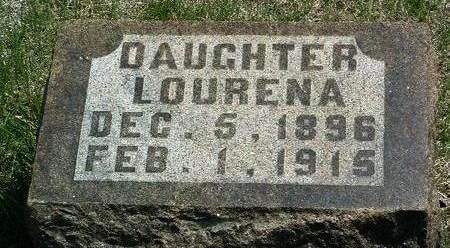 DAUGHTER
LOURENA
DEC. 5, 1896
FEB. 1, 1915